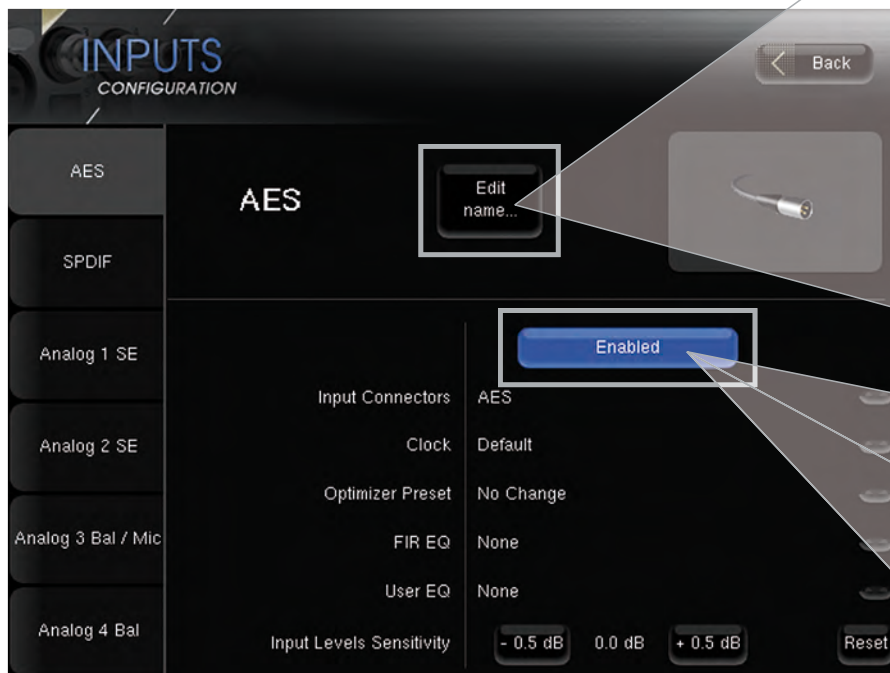 INPUTS
CONFIGURATION
Back
AES
SPDIF
Analog 1 SE
Analog 2 SE
Analog 3 Bal / Mic
Analog 4 Bal
AES
Edit
name...
Enabled
Input Connectors AES
Clock Default
Optimizer Preset No Change
FIR EQ None
User EQ None
Input Levels Sensitivity - 0.5 dB 0.0 dB + 0.5 dB Reset